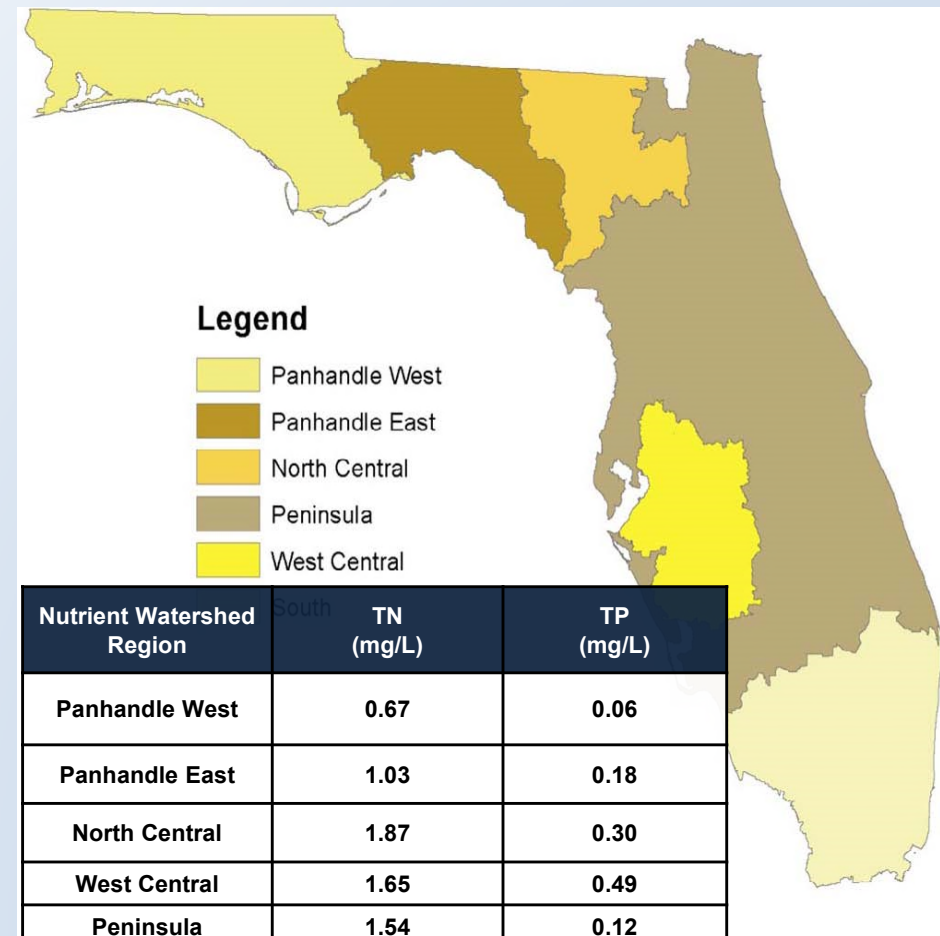 Legend
Panhandle West
Panhandle East
North Central
Peninsula
West Central
South
Nutrient Watershed Region TN (mg/L) TP (mg/L)
Panhandle West 0.67 0.06
Panhandle East 1.03 0.18
North Central 1.87 0.30
West Central 1.65 0.49
Peninsula 1.54 0.12